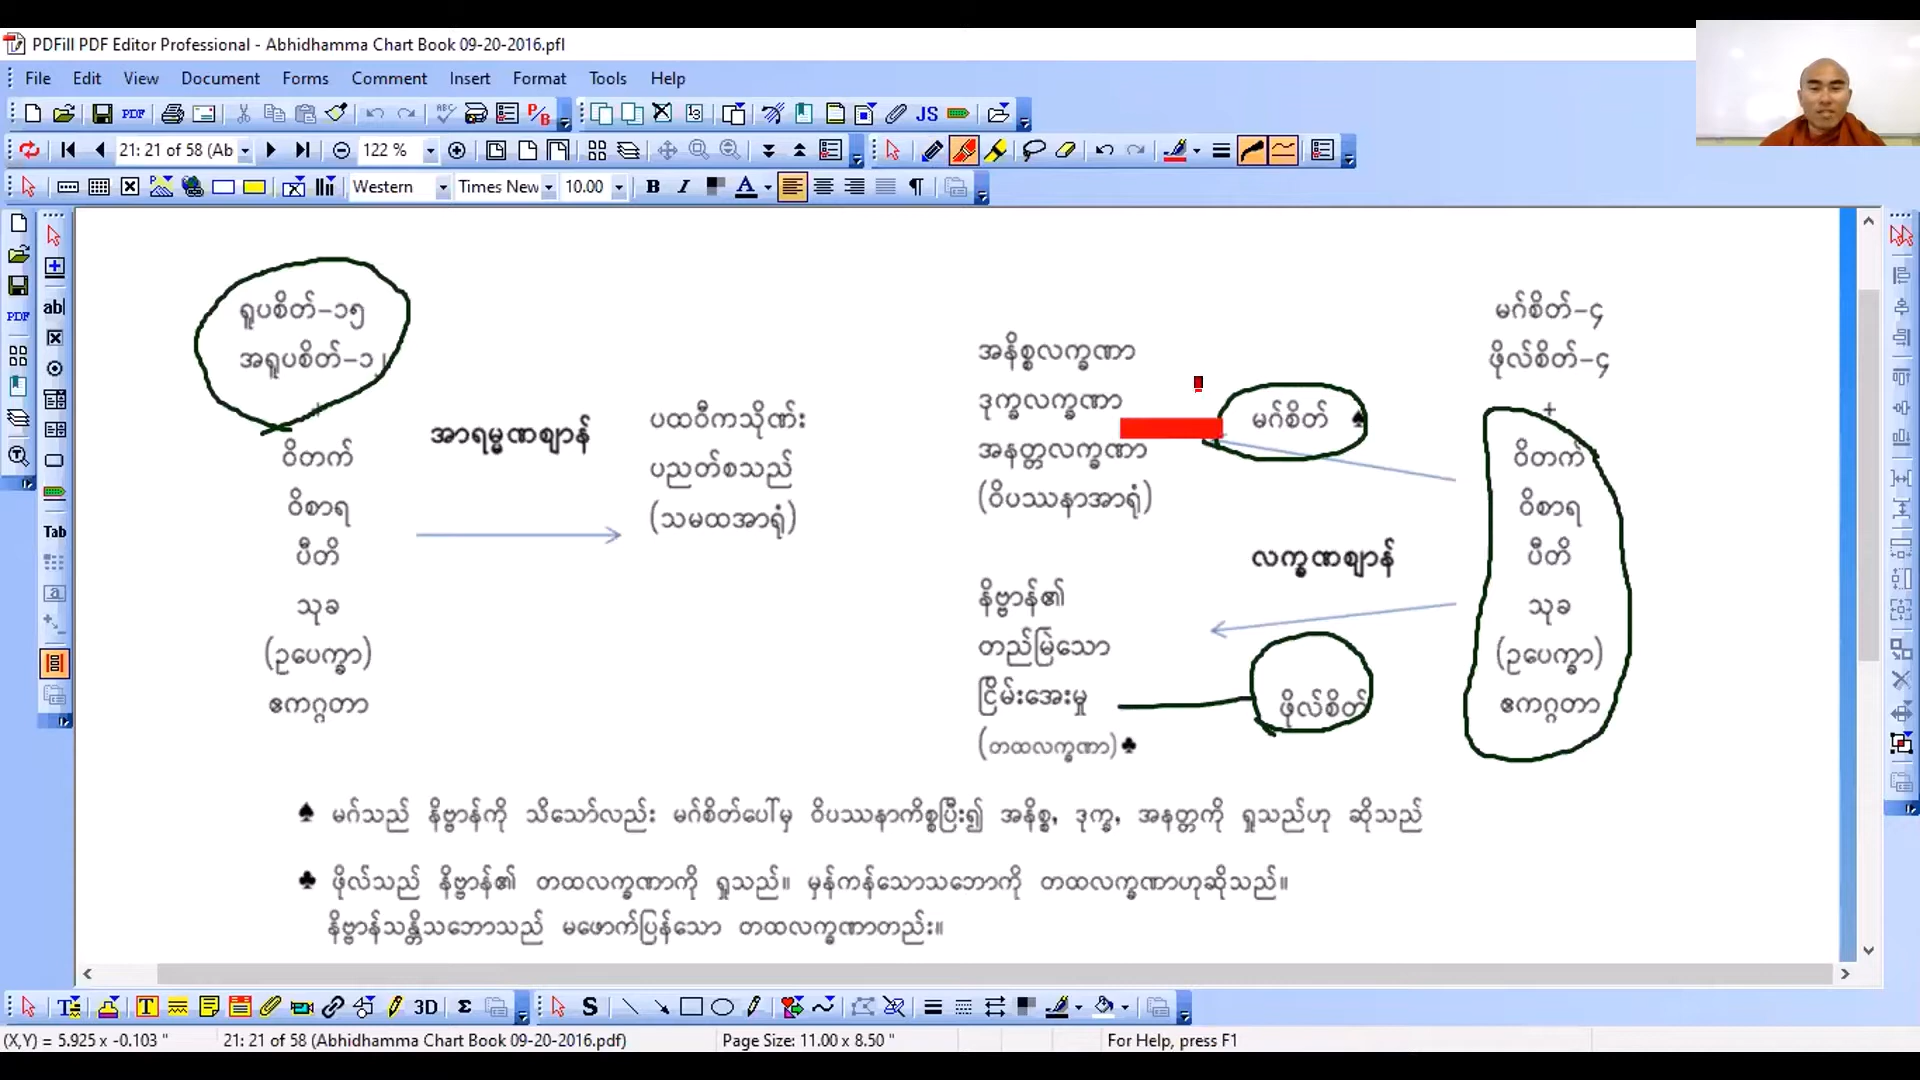 PDFill PDF Editor Professional - Abhidhamma Chart Book 09-20-2016.pfl
File Edit View Document Forms Comment Insert Format Tools Help
PDF JS
21: 21 of 58 (Ab 122 %
Western Times New 10.00 B I A
ab|
PDF
Tab
ရူပစိတ်–၁၅
အရူပစိတ်–၁၂
+
ဝိတက်
ဝိစာရ
ပီတိ
သုခ
(ဥပေက္ခာ)
ဧကဂ္ဂတာ
အာရမ္မဏဈာန်
ပထဝီကသိုဏ်း
ပညတ်စသည်
(သမထအာရုံ)
အနိစ္စလက္ခဏာ
ဒုက္ခလက္ခဏာ
အနတ္တလက္ခဏာ
(ဝိပဿနာအာရုံ)
မဂ်စိတ် ♠
လက္ခဏဈာန်
နိဗ္ဗာန်၏
တည်မြဲသော
ငြိမ်းအေးမှု
(တထလက္ခဏာ) ♣
ဖိုလ်စိတ်
မဂ်စိတ်–၄
ဖိုလ်စိတ်–၄
+
ဝိတက်
ဝိစာရ
ပီတိ
သုခ
(ဥပေက္ခာ)
ဧကဂ္ဂတာ
♠ မဂ်သည် နိဗ္ဗာန်ကို သိသော်လည်း မဂ်စိတ်ပေါ်မှ ဝိပဿနာကိစ္စပြီး၍ အနိစ္စ, ဒုက္ခ, အနတ္တကို ရှုသည်ဟု ဆိုသည်
♣ ဖိုလ်သည် နိဗ္ဗာန်၏ တထလက္ခဏာကို ရှုသည်။ မှန်ကန်သောသဘောကို တထလက္ခဏာဟုဆိုသည်။
နိဗ္ဗာန်သန္တိသဘောသည် မဖောက်ပြန်သော တထလက္ခဏာတည်း။
3D Σ S
(X,Y) = 5.925 x -0.103 " 21: 21 of 58 (Abhidhamma Chart Book 09-20-2016.pdf) Page Size: 11.00 x 8.50 " For Help, press F1